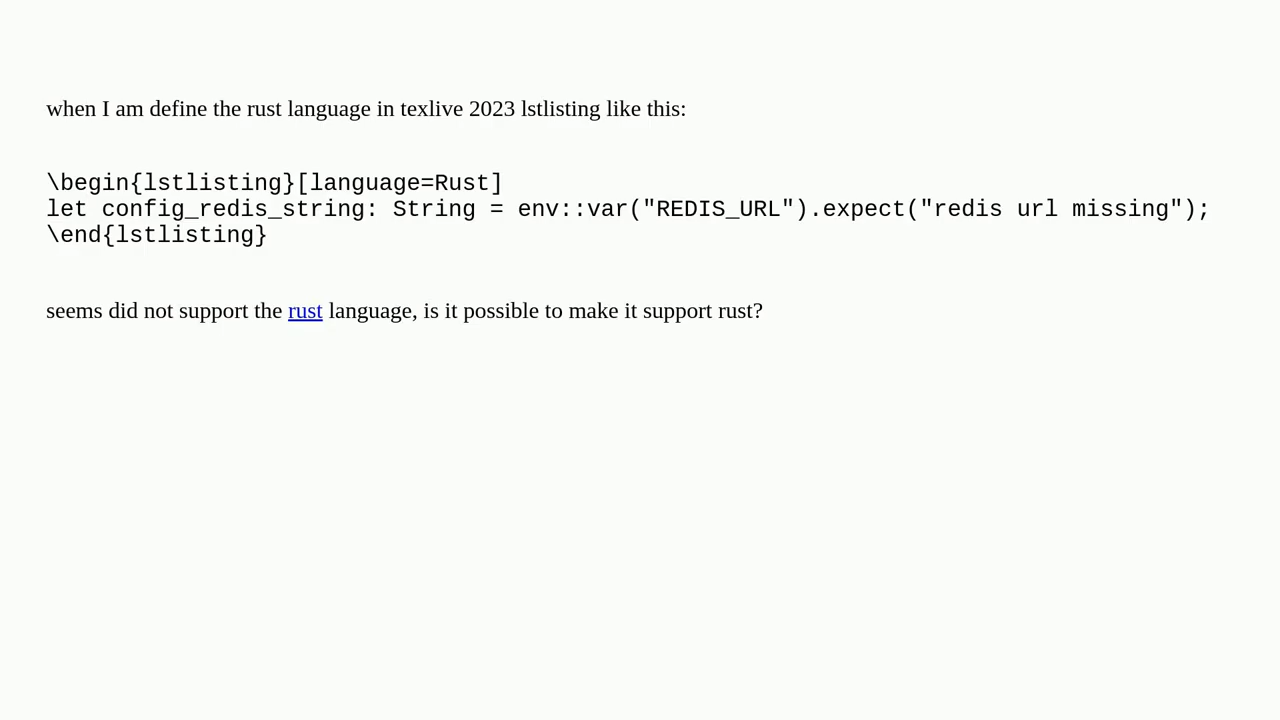 when I am define the rust language in texlive 2023 lstlisting like this:
\begin{lstlisting}[language=Rust]
let config_redis_string: String = env::var("REDIS_URL").expect("redis url missing");
\end{lstlisting}
seems did not support the rust language, is it possible to make it support rust?